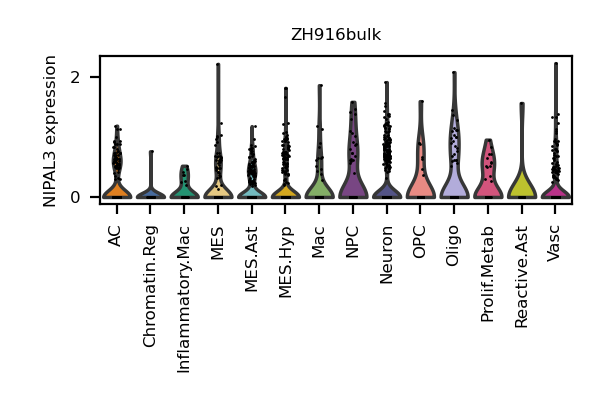 ZH916bulk
NIPAL3 expression
2
0
AC
Chromatin.Reg
Inflammatory.Mac
MES
MES.Ast
MES.Hyp
Mac
NPC
Neuron
OPC
Oligo
Prolif.Metab
Reactive.Ast
Vasc